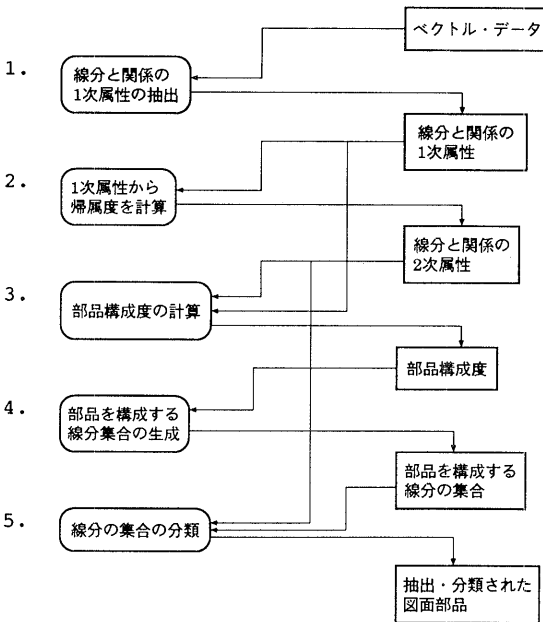 ベクトル・データ
1.
線分と関係の
1次属性の抽出
線分と関係の
1次属性
2.
1次属性から
帰属度を計算
線分と関係の
2次属性
3.
部品構成度の計算
部品構成度
4.
部品を構成する
線分集合の生成
部品を構成する
線分の集合
5.
線分の集合の分類
抽出・分類された
図面部品